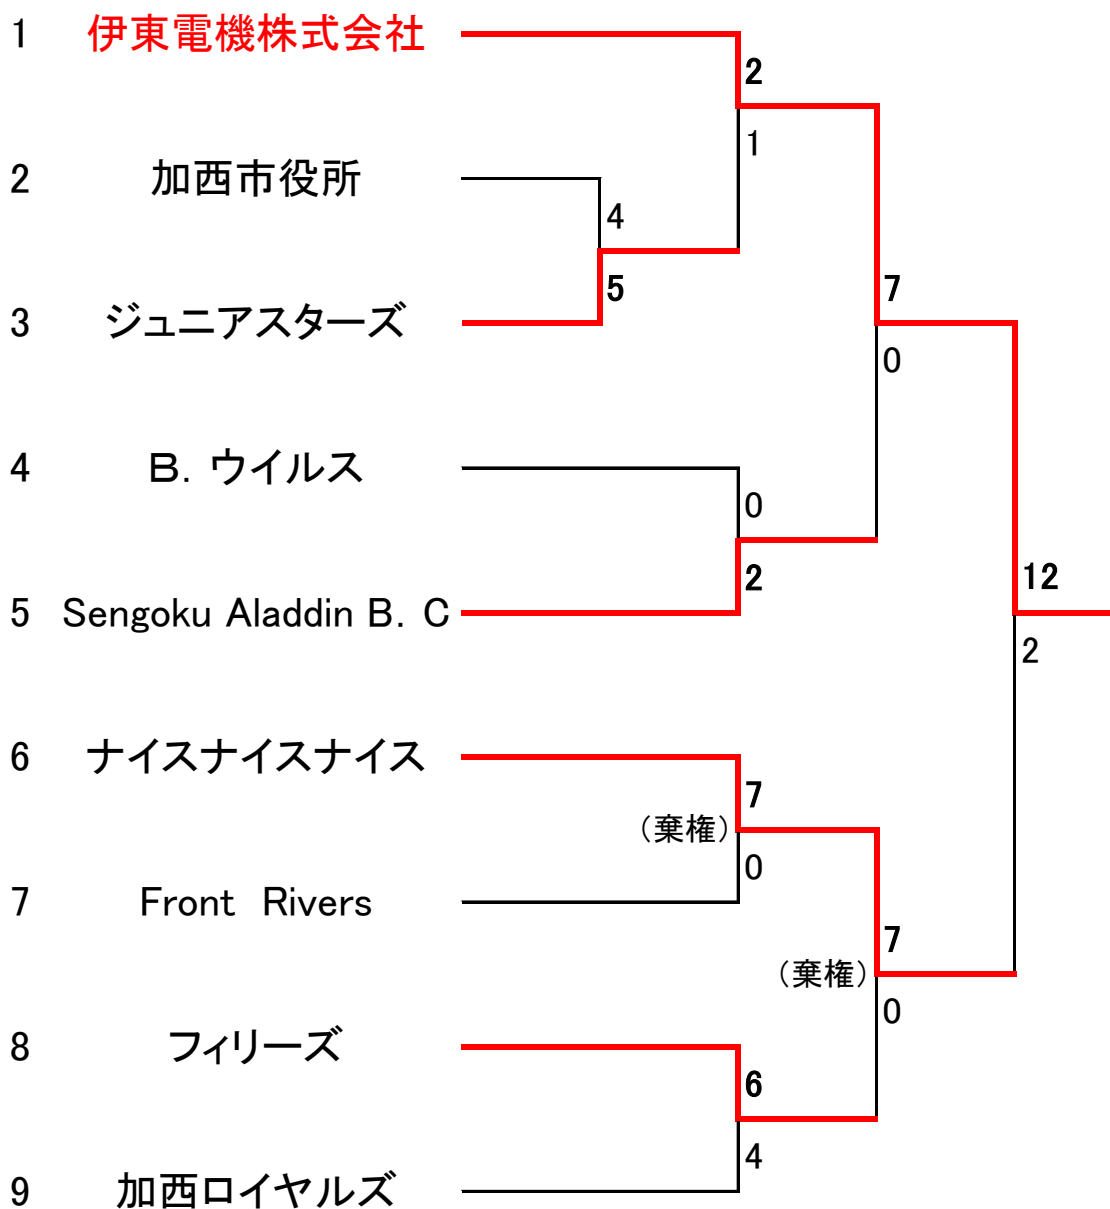 1 伊東電機株式会社
2
1
2 加西市役所
4
5
3 ジュニアスターズ
7
0
4 B．ウイルス
0
2
5 Sengoku Aladdin B．C
12
2
6 ナイスナイスナイス
7
（棄権）
0
7 Front　Rivers
7
（棄権）
0
8 フィリーズ
6
4
9 加西ロイヤルズ